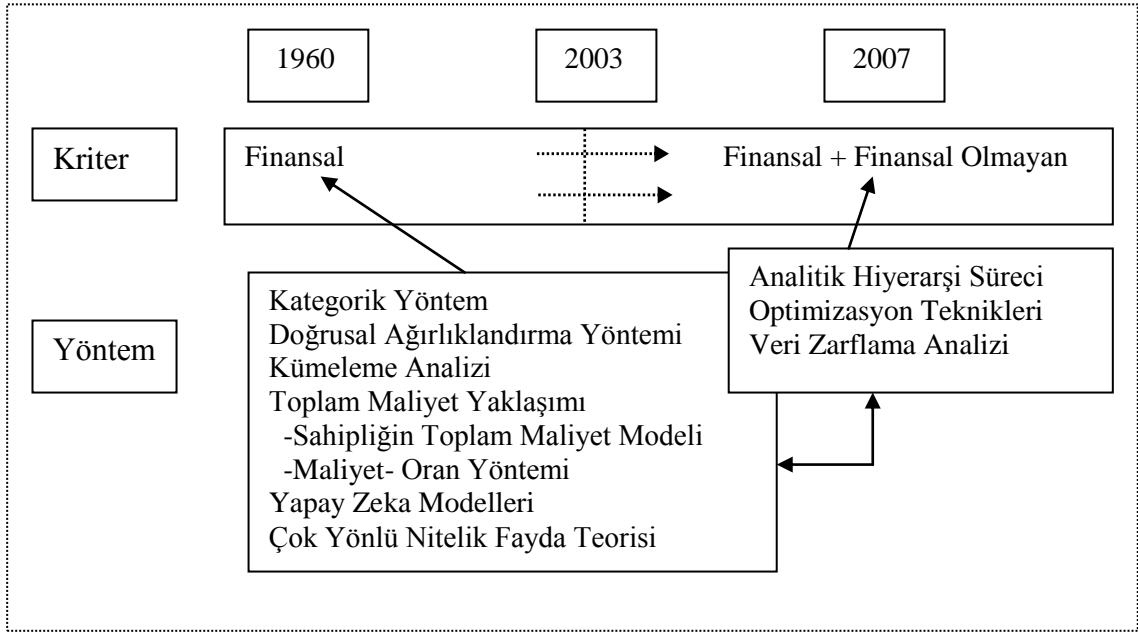 1960
2003
2007
Kriter
Finansal
Finansal + Finansal Olmayan
Yöntem
Kategorik Yöntem
Doğrusal Ağırlıklandırma Yöntemi
Kümeleme Analizi
Toplam Maliyet Yaklaşımı
-Sahipliğin Toplam Maliyet Modeli
-Maliyet- Oran Yöntemi
Yapay Zeka Modelleri
Çok Yönlü Nitelik Fayda Teorisi
Analitik Hiyerarşi Süreci
Optimizasyon Teknikleri
Veri Zarflama Analizi